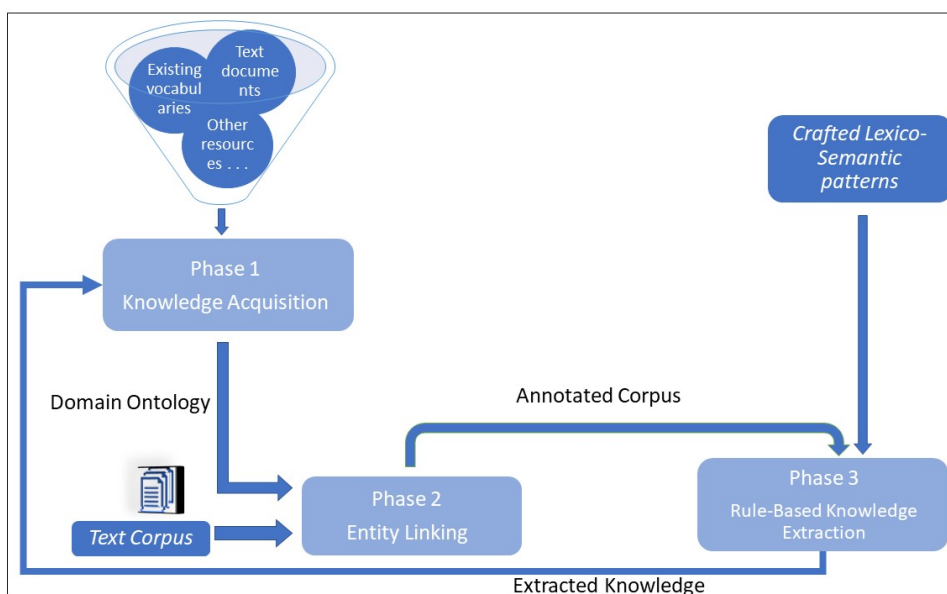 Existing
vocabul
aries
Text
docume
nts
Other
resourc
es . . .
Crafted Lexico-
Semantic
patterns
Phase 1
Knowledge Acquisition
Domain Ontology
Annotated Corpus
Phase 2
Entity Linking
Text Corpus
Phase 3
Rule-Based Knowledge
Extraction
Extracted Knowledge